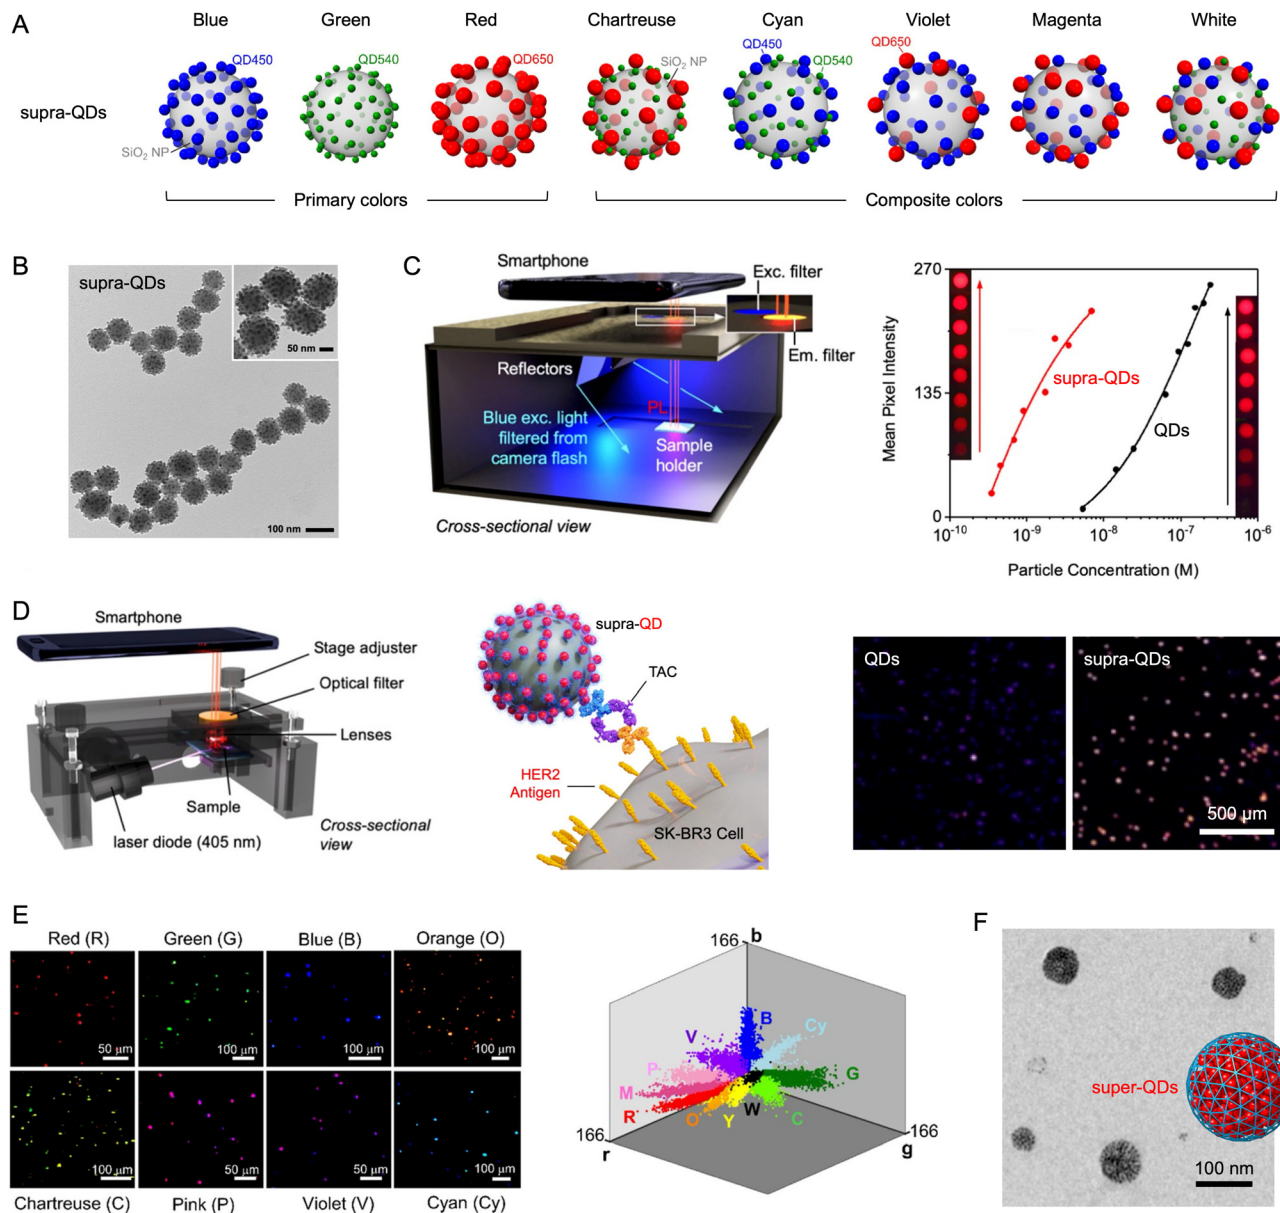 A
Blue
Green
Red
Chartreuse
Cyan
Violet
Magenta
White
QD450
QD540
QD650
SiO₂ NP
QD450
QD540
QD650
supra-QDs
SiO₂ NP
Primary colors
Composite colors
B
supra-QDs
50 nm
100 nm
C
Smartphone
Exc. filter
Em. filter
Reflectors
PL
Blue exc. light
filtered from
camera flash
Sample
holder
Cross-sectional view
Mean Pixel Intensity
270
135
0
supra-QDs
QDs
10⁻¹⁰
10⁻⁹
10⁻⁸
10⁻⁷
10⁻⁶
Particle Concentration (M)
D
Smartphone
Stage adjuster
Optical filter
Lenses
Sample
laser diode (405 nm)
Cross-sectional
view
supra-QD
TAC
HER2
Antigen
SK-BR3 Cell
QDs
supra-QDs
500 µm
E
Red (R)
Green (G)
Blue (B)
Orange (O)
50 µm
100 µm
100 µm
100 µm
100 µm
50 µm
50 µm
100 µm
Chartreuse (C)
Pink (P)
Violet (V)
Cyan (Cy)
166
b
B
Cy
V
P
G
M
W
R
O
Y
C
166
r
166
g
F
super-QDs
100 nm